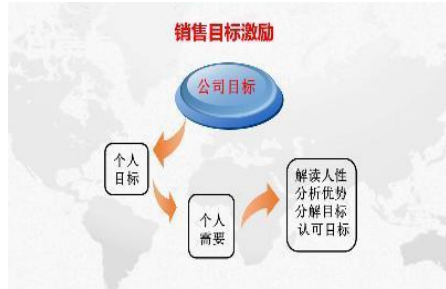 销售目标激励
公司目标
个人
目标
个人
需要
解读人性
分析优势
分解目标
认可目标